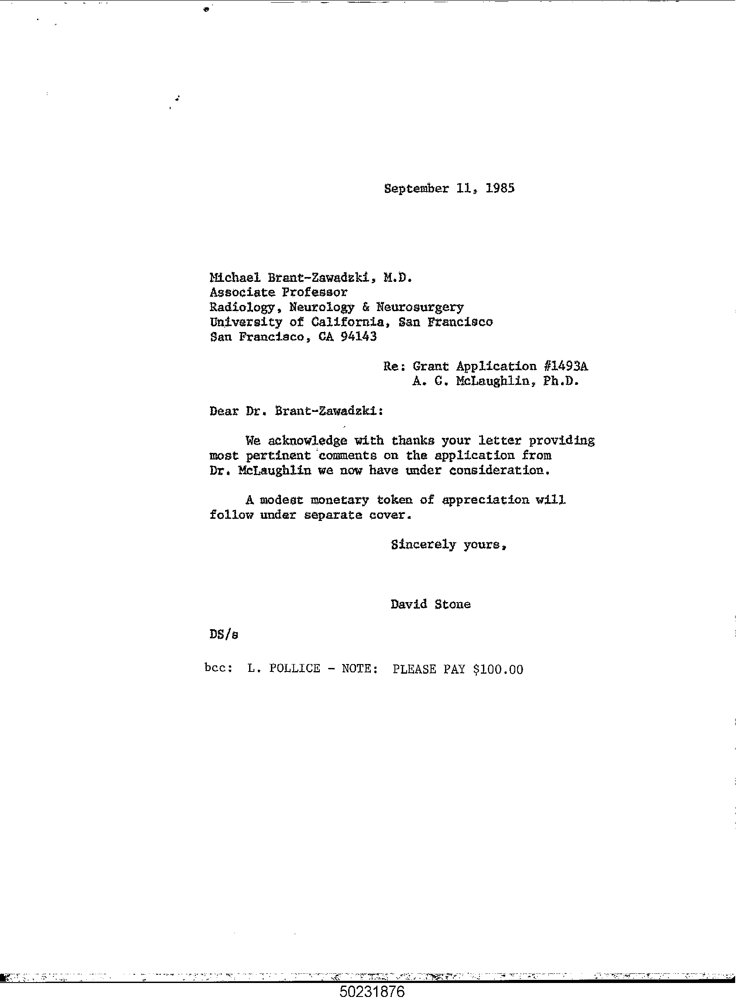 September 11, 1985
Michael Brant-Zawadzki, M.D.
Associate Professor
Radiology, Neurology & Neurosurgery
University of California, San Francisco
San Francisco, CA 94143
Re: Grant Application #1493A
A. C. McLaughlin, Ph.D.
Dear Dr. Brant-Zawadzki:
We acknowledge with thanks your letter providing
most pertinent comments on the application from
Dr. McLaughlin we now have under consideration.
A modest monetary token of appreciation will
follow under separate cover.
Sincerely yours,
David Stone
DS/s
bcc: L. POLLICE - NOTE: PLEASE PAY $100.00
50231876